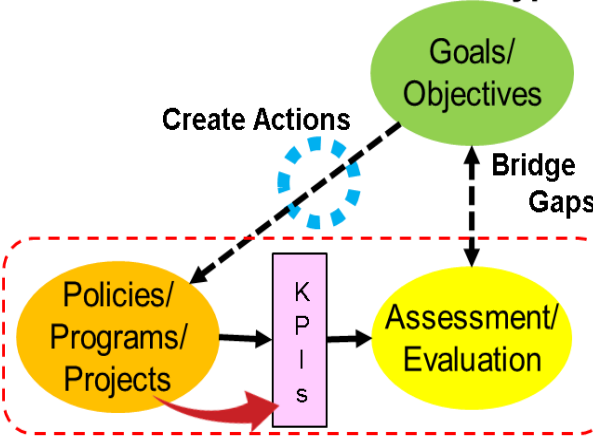 Goals/
Objectives
Create Actions
Bridge
Gaps
Policies/
Programs/
Projects
K
P
I
s
Assessment/
Evaluation